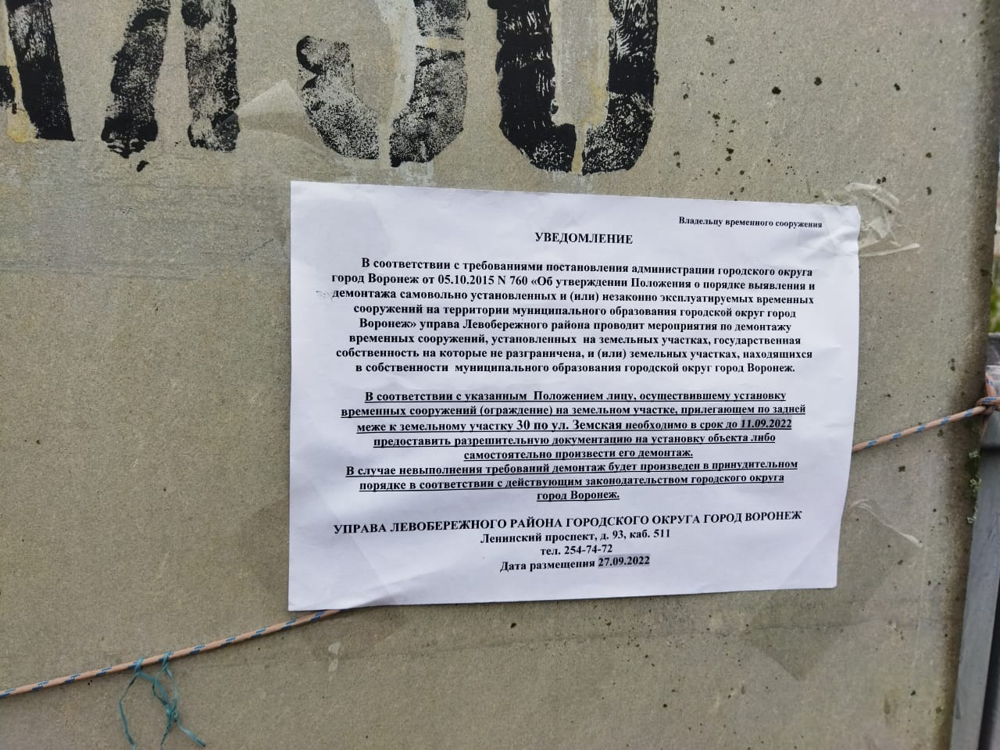 Владельцу временного сооружения
УВЕДОМЛЕНИЕ
В соответствии с требованиями постановления администрации городского округа
город Воронеж от 05.10.2015 N 760 «Об утверждении Положения о порядке выявления и
демонтажа самовольно установленных и (или) незаконно эксплуатируемых временных
сооружений на территории муниципального образования городской округ город
Воронеж» управа Левобережного района проводит мероприятия по демонтажу
временных сооружений, установленных на земельных участках, государственная
собственность на которые не разграничена, и (или) земельных участках, находящихся
в собственности муниципального образования городской округ город Воронеж.
В соответствии с указанным Положением лицу, осуществившему установку
временных сооружений (ограждение) на земельном участке, прилегающем по задней
меже к земельному участку 30 по ул. Земская необходимо в срок до 11.09.2022
предоставить разрешительную документацию на установку объекта либо
самостоятельно произвести его демонтаж.
В случае невыполнения требований демонтаж будет произведен в принудительном
порядке в соответствии с действующим законодательством городского округа
город Воронеж.
УПРАВА ЛЕВОБЕРЕЖНОГО РАЙОНА ГОРОДСКОГО ОКРУГА ГОРОД ВОРОНЕЖ
Ленинский проспект, д. 93, каб. 511
тел. 254-74-72
Дата размещения 27.09.2022